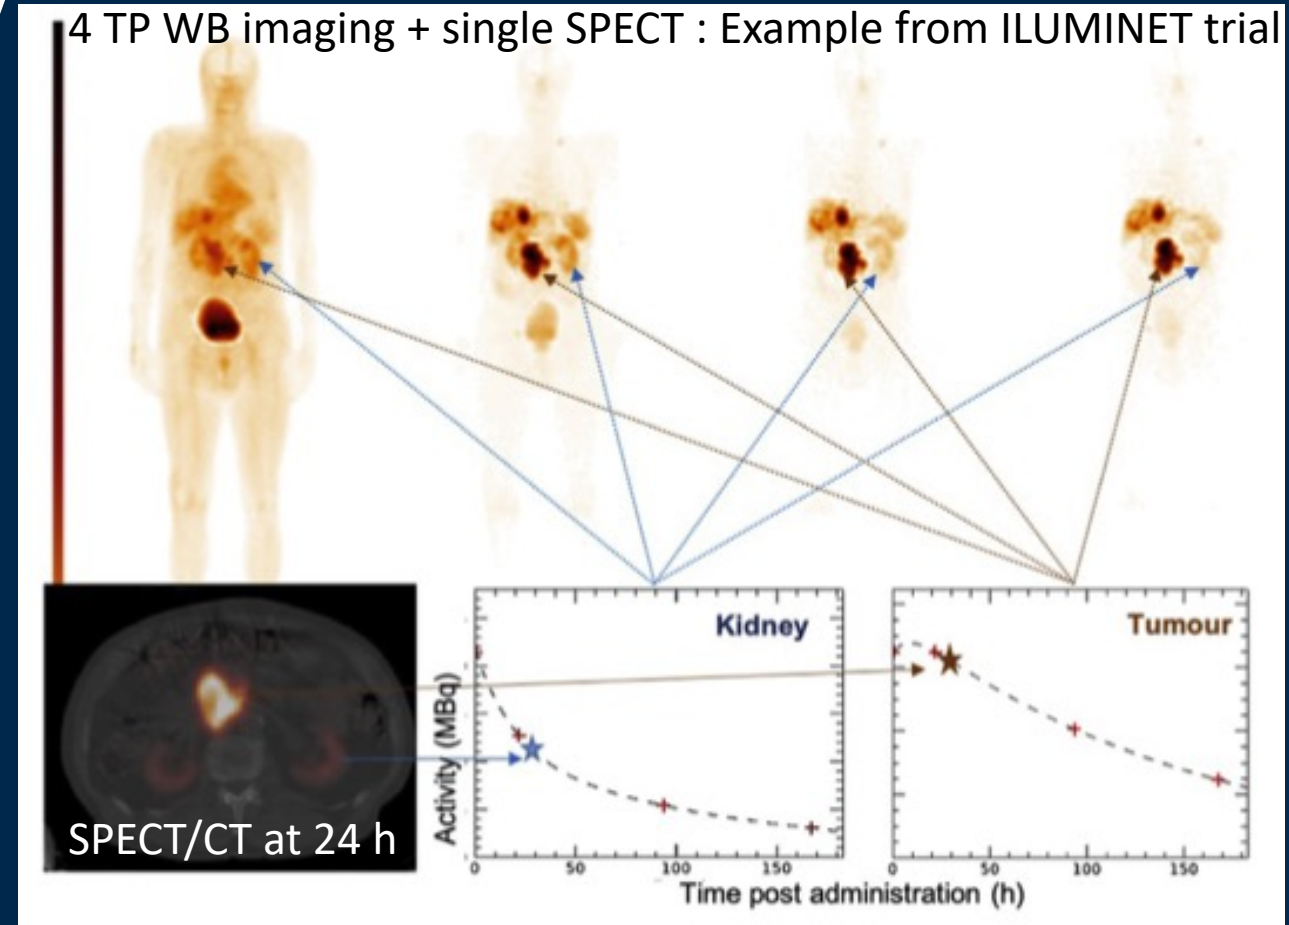 4 TP WB imaging + single SPECT : Example from ILUMINET trial
SPECT/CT at 24 h
Activity (MBq)
Kidney
0 50 100 150
Tumour
0 50 100 150
Time post administration (h)